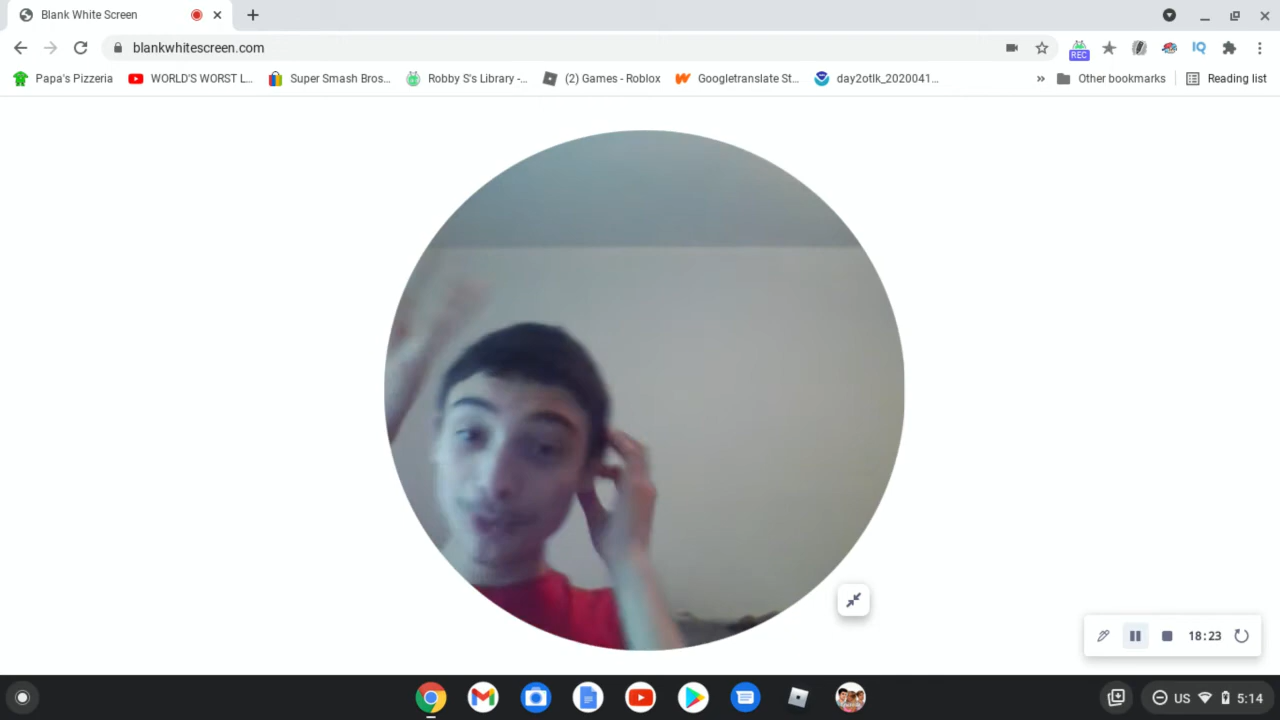 Blank White Screen
blankwhitescreen.com
REC
IQ
Papa's Pizzeria
WORLD'S WORST L...
Super Smash Bros...
Robby S's Library -...
(2) Games - Roblox
Googletranslate St...
day2otlk_2020041...
»
Other bookmarks
Reading list
18:23
US
5:14